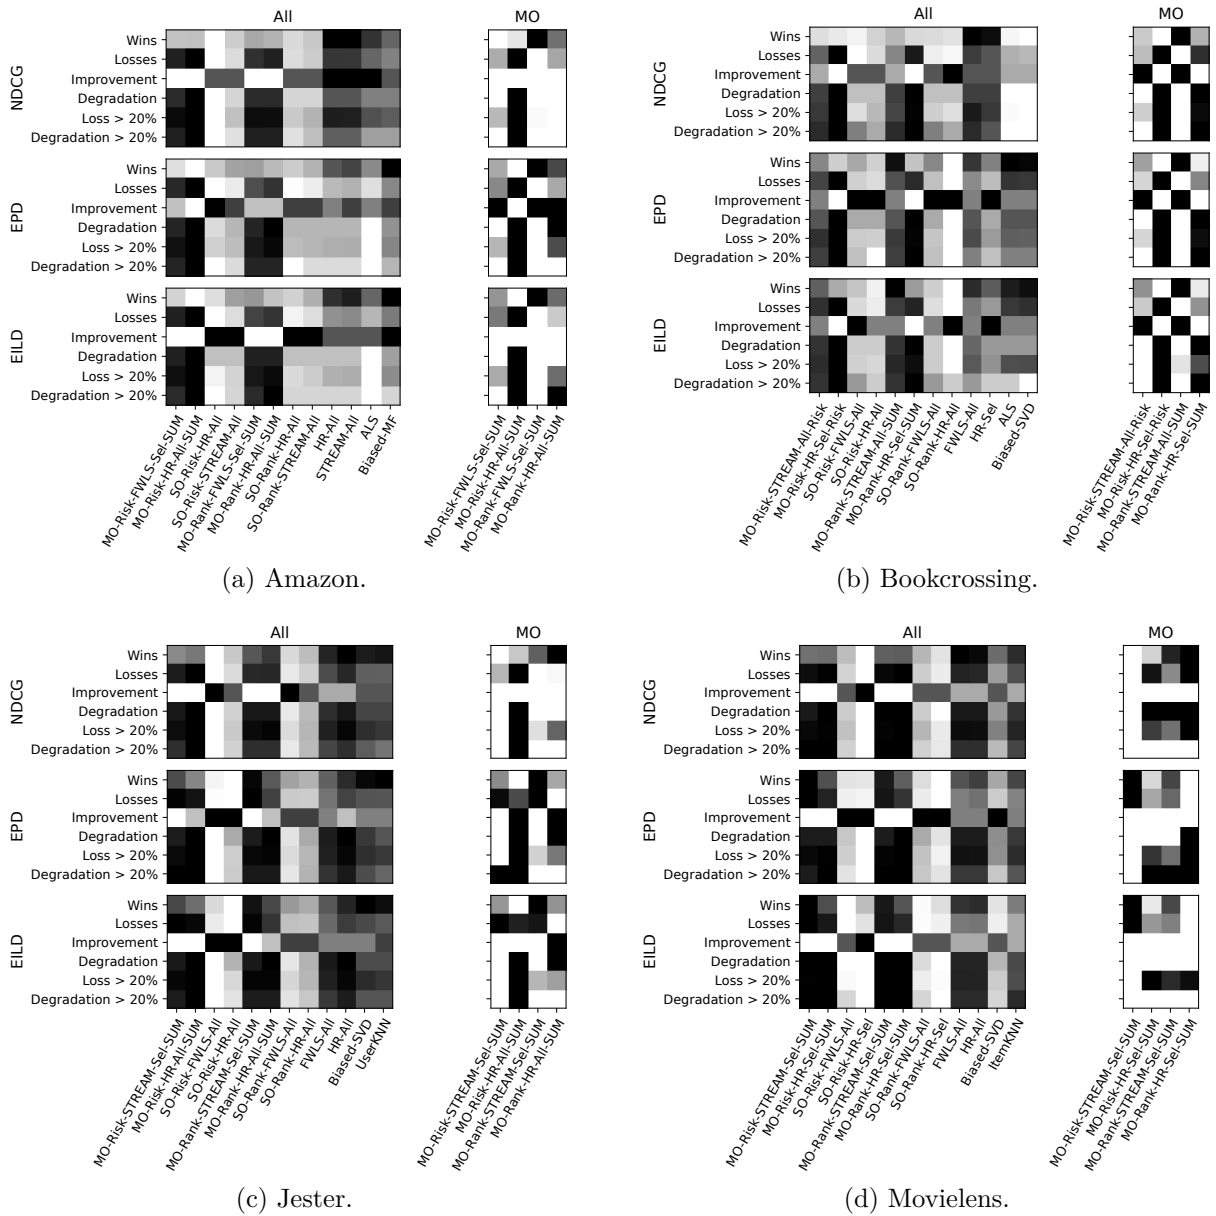 All
MO
NDCG
Wins
Losses
Improvement
Degradation
Loss > 20%
Degradation > 20%
EPD
Wins
Losses
Improvement
Degradation
Loss > 20%
Degradation > 20%
EILD
Wins
Losses
Improvement
Degradation
Loss > 20%
Degradation > 20%
MO-Risk-FWLS-Sel-SUM
MO-Risk-HR-All-SUM
SO-Risk-HR-All
SO-Risk-STREAM-All
MO-Rank-FWLS-Sel-SUM
MO-Rank-HR-All-SUM
SO-Rank-HR-All
SO-Rank-STREAM-All
HR-All
STREAM-All
ALS
Biased-MF
MO-Risk-FWLS-Sel-SUM
MO-Risk-HR-All-SUM
MO-Rank-FWLS-Sel-SUM
MO-Rank-HR-All-SUM
(a) Amazon.
All
MO
NDCG
Wins
Losses
Improvement
Degradation
Loss > 20%
Degradation > 20%
EPD
Wins
Losses
Improvement
Degradation
Loss > 20%
Degradation > 20%
EILD
Wins
Losses
Improvement
Degradation
Loss > 20%
Degradation > 20%
MO-Risk-STREAM-All-Risk
MO-Risk-HR-Sel-Risk
SO-Risk-FWLS-All
SO-Risk-HR-All
MO-Rank-STREAM-All-SUM
MO-Rank-HR-Sel-SUM
SO-Rank-FWLS-All
SO-Rank-HR-All
FWLS-All
HR-Sel
ALS
Biased-SVD
MO-Risk-STREAM-All-Risk
MO-Risk-HR-Sel-Risk
MO-Rank-STREAM-All-SUM
MO-Rank-HR-Sel-SUM
(b) Bookcrossing.
All
MO
NDCG
Wins
Losses
Improvement
Degradation
Loss > 20%
Degradation > 20%
EPD
Wins
Losses
Improvement
Degradation
Loss > 20%
Degradation > 20%
EILD
Wins
Losses
Improvement
Degradation
Loss > 20%
Degradation > 20%
MO-Risk-STREAM-Sel-SUM
MO-Risk-HR-All-SUM
SO-Risk-FWLS-All
SO-Risk-HR-All
MO-Rank-STREAM-Sel-SUM
MO-Rank-HR-All-SUM
SO-Rank-FWLS-All
SO-Rank-HR-All
FWLS-All
HR-All
Biased-SVD
UserKNN
MO-Risk-STREAM-Sel-SUM
MO-Risk-HR-All-SUM
MO-Rank-STREAM-Sel-SUM
MO-Rank-HR-All-SUM
(c) Jester.
All
MO
NDCG
Wins
Losses
Improvement
Degradation
Loss > 20%
Degradation > 20%
EPD
Wins
Losses
Improvement
Degradation
Loss > 20%
Degradation > 20%
EILD
Wins
Losses
Improvement
Degradation
Loss > 20%
Degradation > 20%
MO-Risk-STREAM-Sel-SUM
MO-Risk-HR-Sel-SUM
SO-Risk-FWLS-All
SO-Risk-HR-Sel
MO-Rank-STREAM-Sel-SUM
MO-Rank-HR-Sel-SUM
SO-Rank-FWLS-All
SO-Rank-HR-Sel
FWLS-All
HR-All
Biased-SVD
ItemKNN
MO-Risk-STREAM-Sel-SUM
MO-Risk-HR-Sel-SUM
MO-Rank-STREAM-Sel-SUM
MO-Rank-HR-Sel-SUM
(d) Movielens.